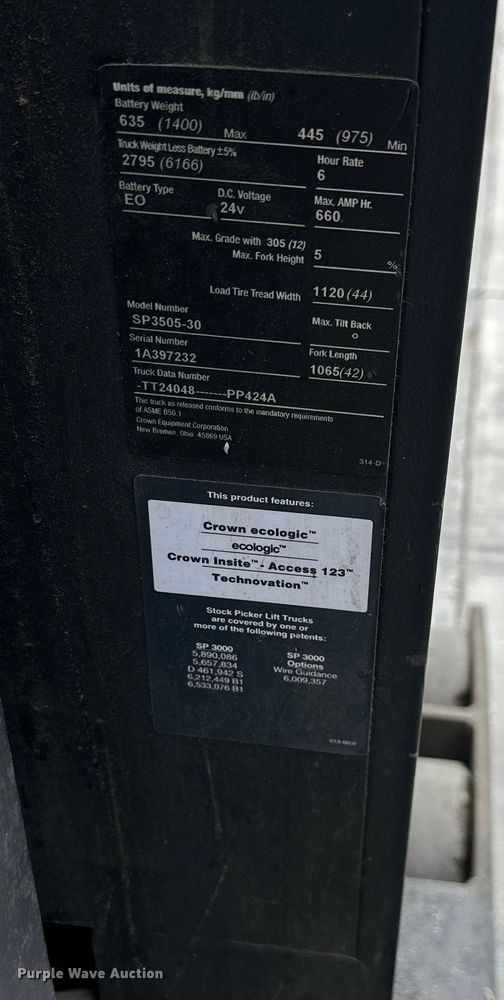 Units of measure, kg/mm (lb/in)
Battery Weight
635 (1400) Max 445 (975) Min
Truck Weight Less Battery ±5% Hour Rate
2795 (6166) 6
Battery Type D.C. Voltage Max. AMP Hr.
EO 24v 660
Max. Grade with 305 (12)
Max. Fork Height 5 %
Load Tire Tread Width 1120 (44)
Model Number Max. Tilt Back
SP3505-30 0
Serial Number Fork Length
1A397232 1065(42)
Truck Data Number
-TT24048-------PP424A
This truck as released conforms to the mandatory requirements
of ASME B56.1
Crown Equipment Corporation
New Bremen, Ohio 45869 USA
314-D
This product features:
Crown ecologic™
ecologic™
Crown Insite™ - Access 123™
Technovation™
Stock Picker Lift Trucks
are covered by one or
more of the following patents:
SP 3000 SP 3000
5,890,086 Options
5,657,834 Wire Guidance
D 461,942 S 6,009,357
6,212,449 B1
6,533,076 B1
Purple Wave Auction